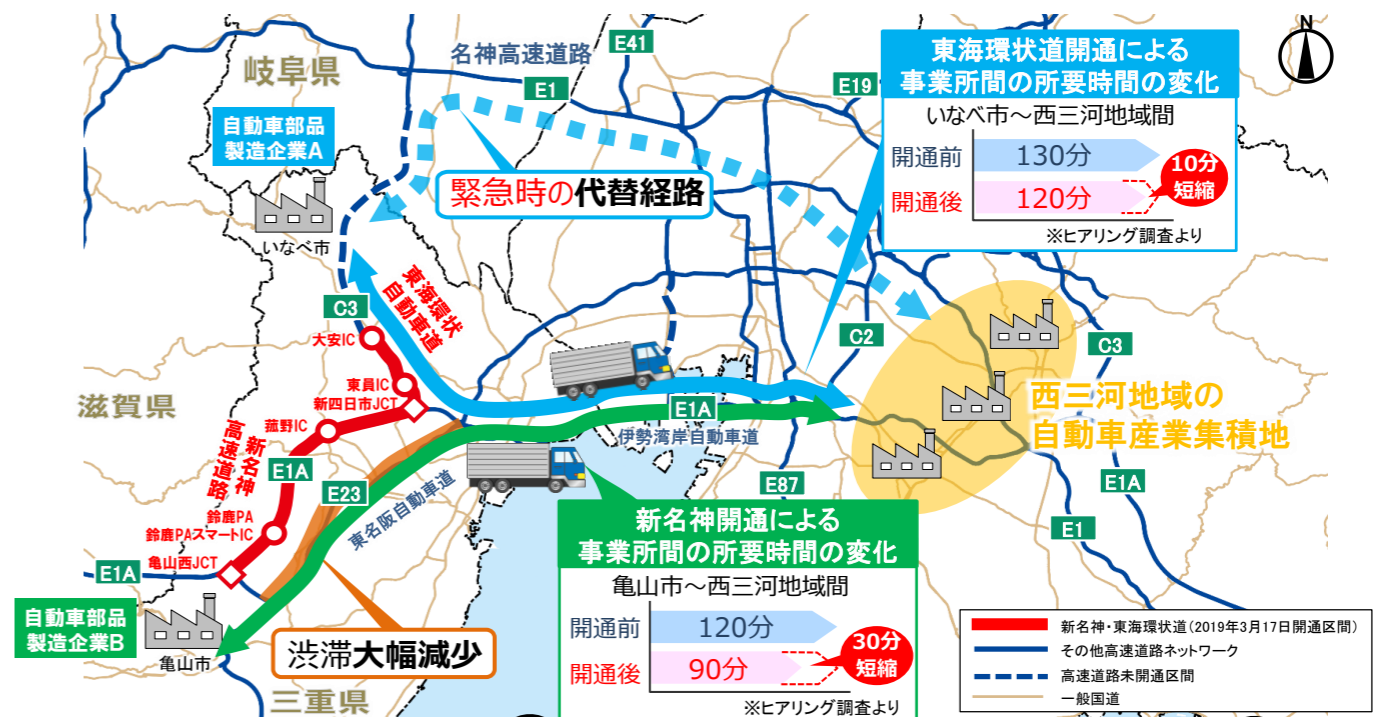 岐阜県
名神高速道路
E41
E1
E19
N
東海環状道開通による
事業所間の所要時間の変化
いなべ市～西三河地域間
開通前
130分
開通後
120分
10分
短縮
※ヒアリング調査より
自動車部品
製造企業A
いなべ市
緊急時の代替経路
東海環状
自動車道
C3
大安IC
東員IC
新四日市JCT
菰野IC
滋賀県
新名神
高速道路
E1A
E23
東名阪自動車道
鈴鹿PA
鈴鹿PAスマートIC
亀山西JCT
E1A
E1A
伊勢湾岸自動車道
C2
C3
西三河地域の
自動車産業集積地
E87
E1A
E1
自動車部品
製造企業B
亀山市
渋滞大幅減少
三重県
新名神開通による
事業所間の所要時間の変化
亀山市～西三河地域間
開通前
120分
開通後
90分
30分
短縮
※ヒアリング調査より
新名神・東海環状道(2019年3月17日開通区間)
その他高速道路ネットワーク
高速道路未開通区間
一般国道